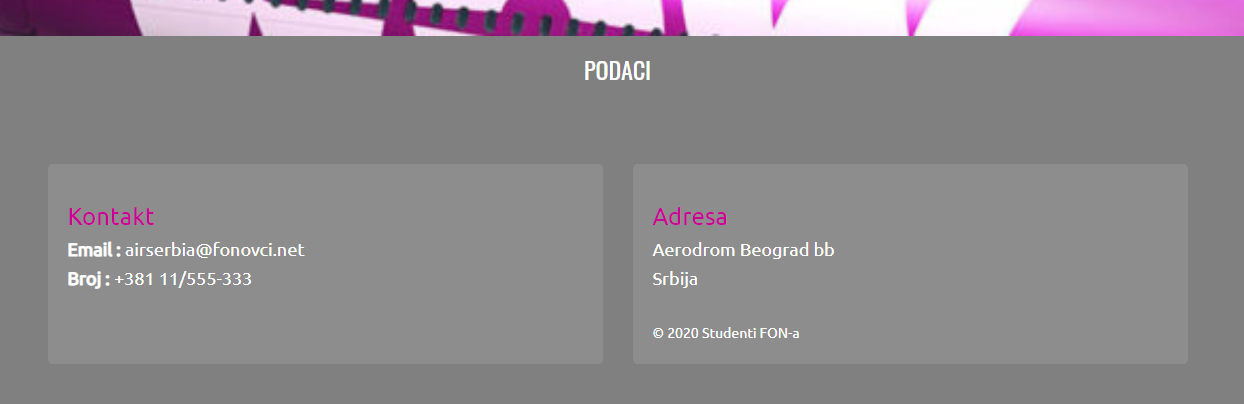 PODACI
Kontakt
Email : airserbia@fonovci.net
Broj : +381 11/555-333
Adresa
Aerodrom Beograd bb
Srbija
© 2020 Studenti FON-a